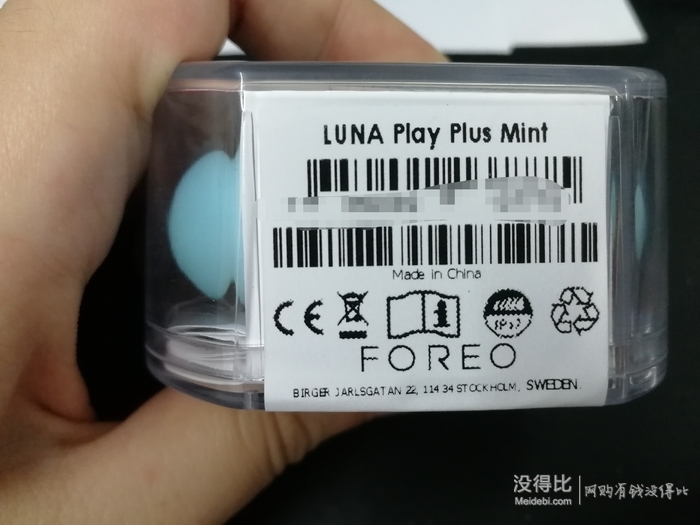 LUNA Play Plus Mint
Made in China
CE
FOREO
BIRGER JARLSGATAN 22, 114 34 STOCKHOLM, SWEDEN
没得比
Meidebi.com
网购有钱没得比